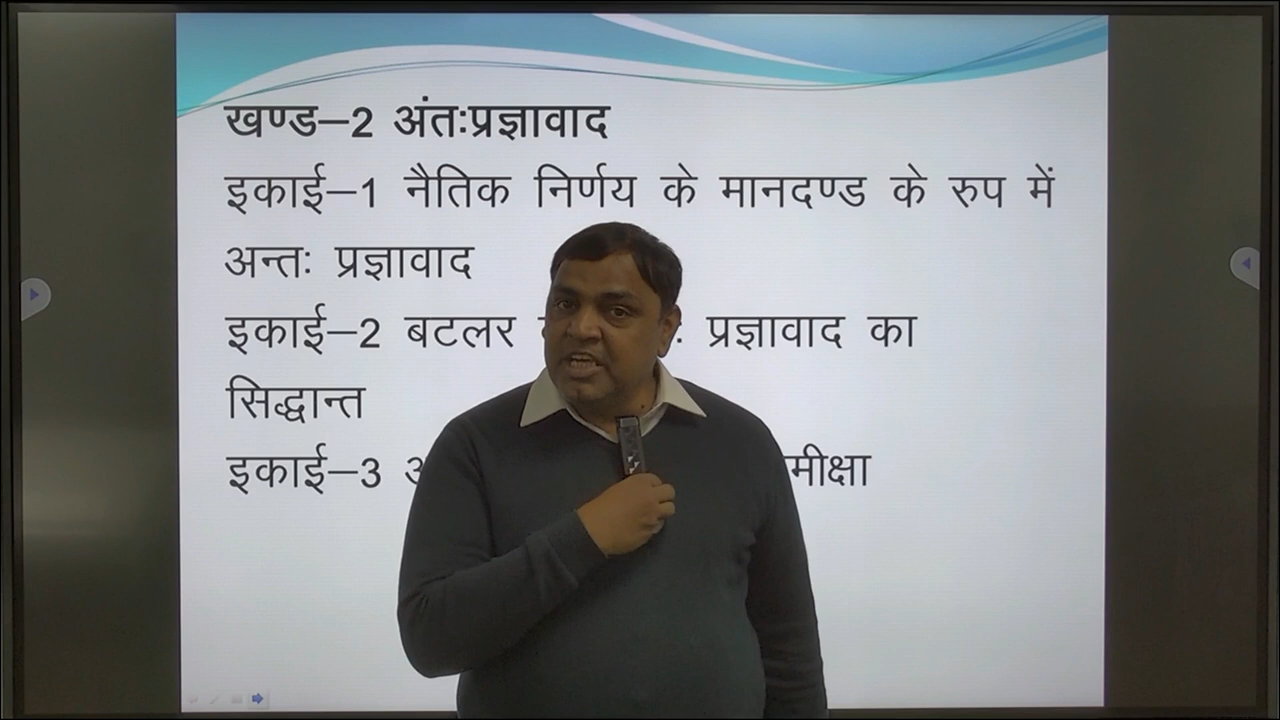 खण्ड–2 अंतःप्रज्ञावाद
इकाई–1 नैतिक निर्णय के मानदण्ड के रुप में
अन्तः प्रज्ञावाद
इकाई–2 बटलर प्रज्ञावाद का
सिद्धान्त
इकाई–3